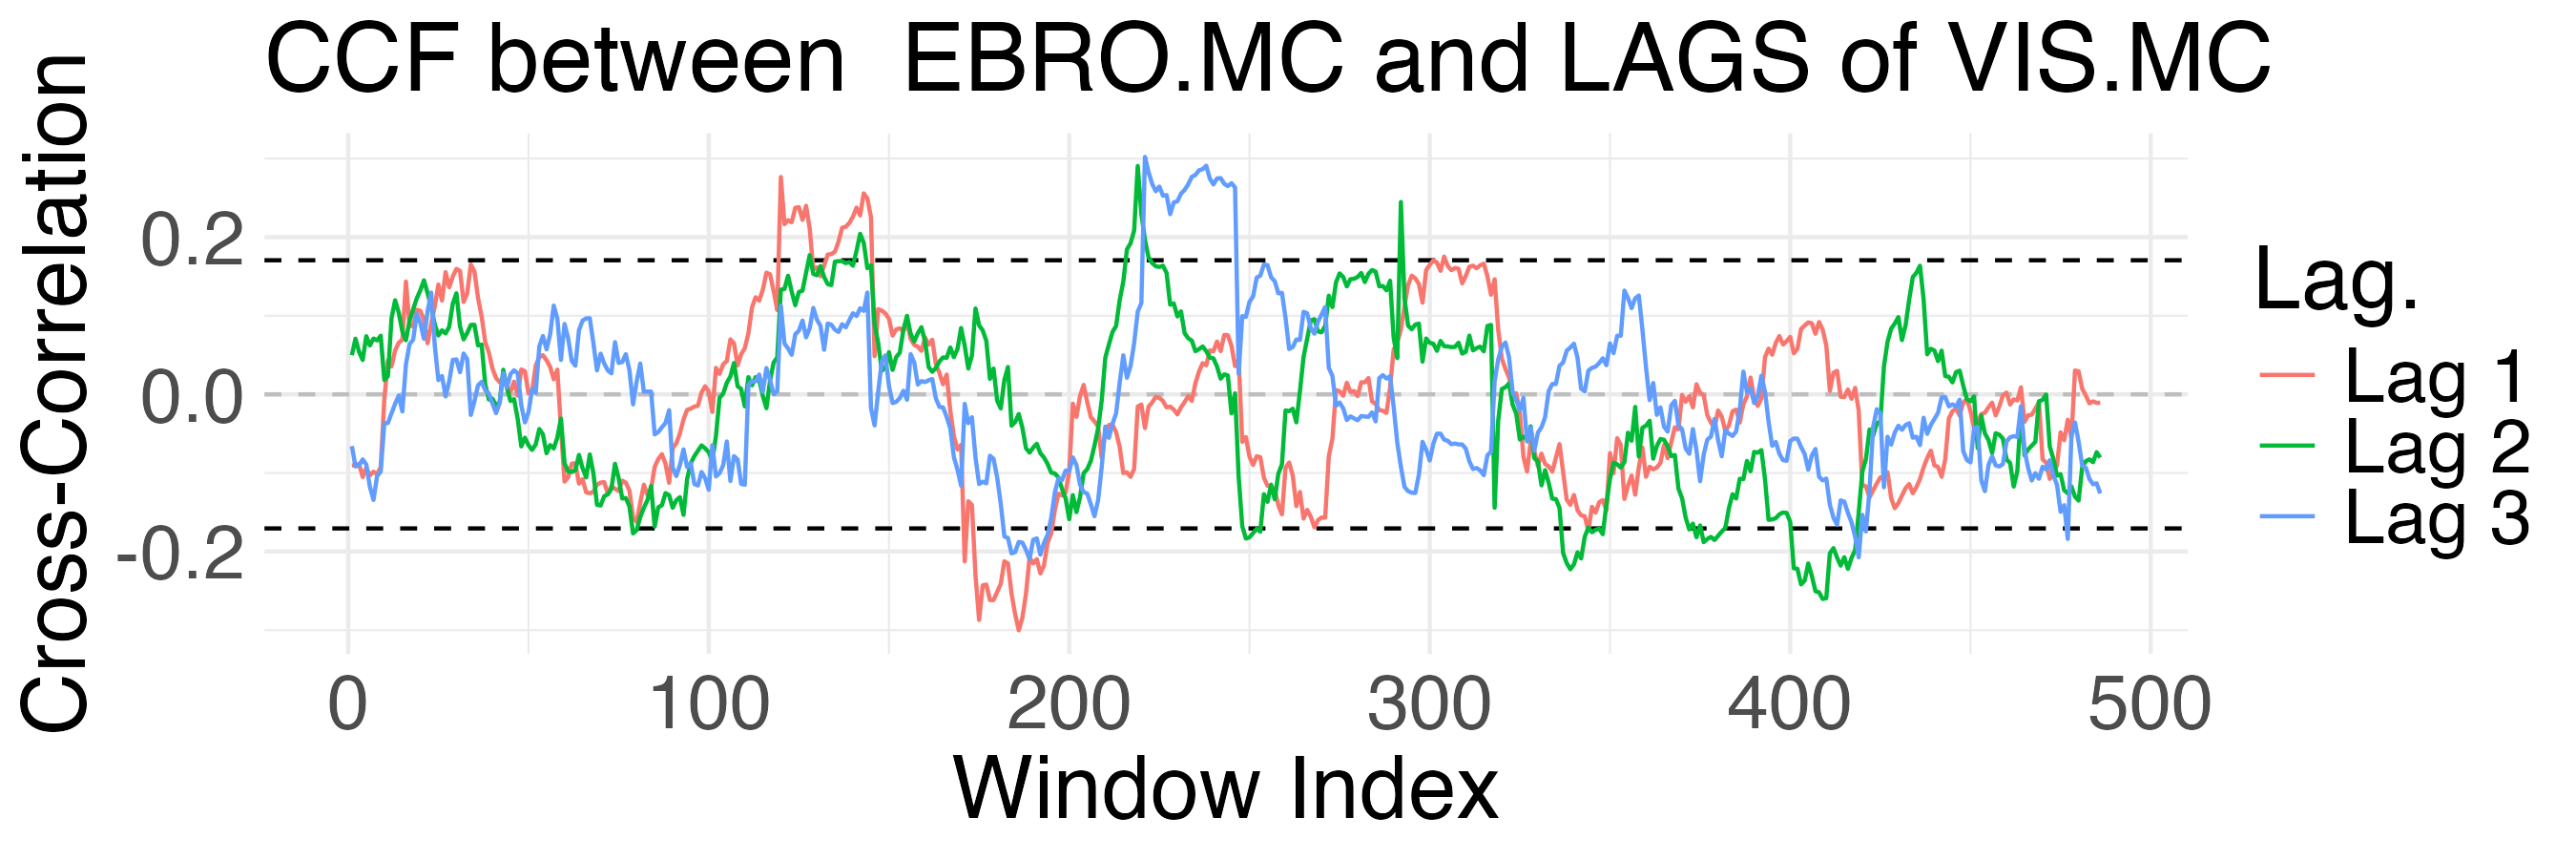 CCF between  EBRO.MC and LAGS of VIS.MC
Cross-Correlation
0.2
0.0
-0.2
0 100 200 300 400 500
Window Index
Lag.
Lag 1
Lag 2
Lag 3